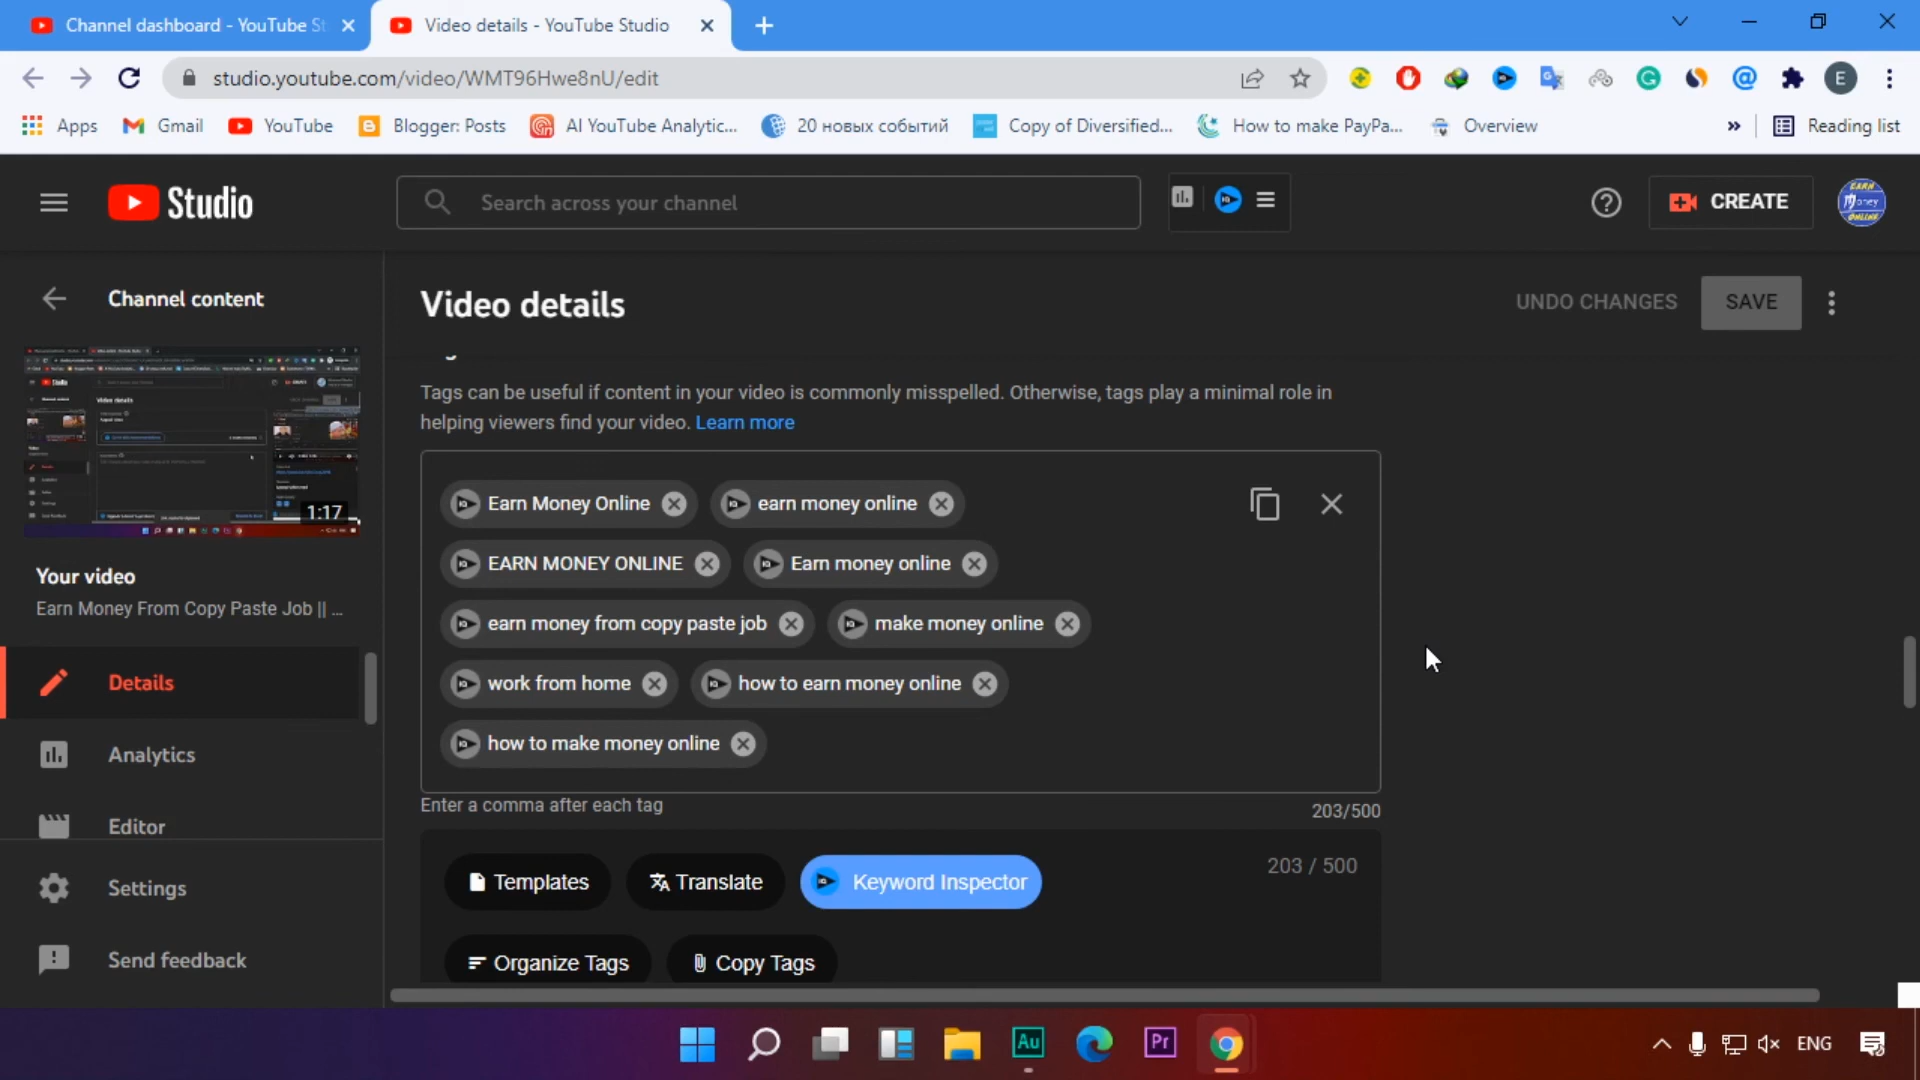 Channel dashboard - YouTube St
Video details - YouTube Studio
studio.youtube.com/video/WMT96Hwe8nU/edit
E
Apps
Gmail
YouTube
Blogger: Posts
AI YouTube Analytic...
20 новых событий
Copy of Diversified...
How to make PayPa...
Overview
Reading list
Studio
Search across your channel
CREATE
EARN
Money
ONLINE
Channel content
Video details
UNDO CHANGES
SAVE
Tags can be useful if content in your video is commonly misspelled. Otherwise, tags play a minimal role in
helping viewers find your video. Learn more
1:17
Your video
Earn Money From Copy Paste Job || ...
Details
Analytics
Editor
Settings
Send feedback
Earn Money Online
earn money online
EARN MONEY ONLINE
Earn money online
earn money from copy paste job
make money online
work from home
how to earn money online
how to make money online
Enter a comma after each tag
203/500
Templates
Translate
Keyword Inspector
203 / 500
Organize Tags
Copy Tags
Au
Pr
ENG